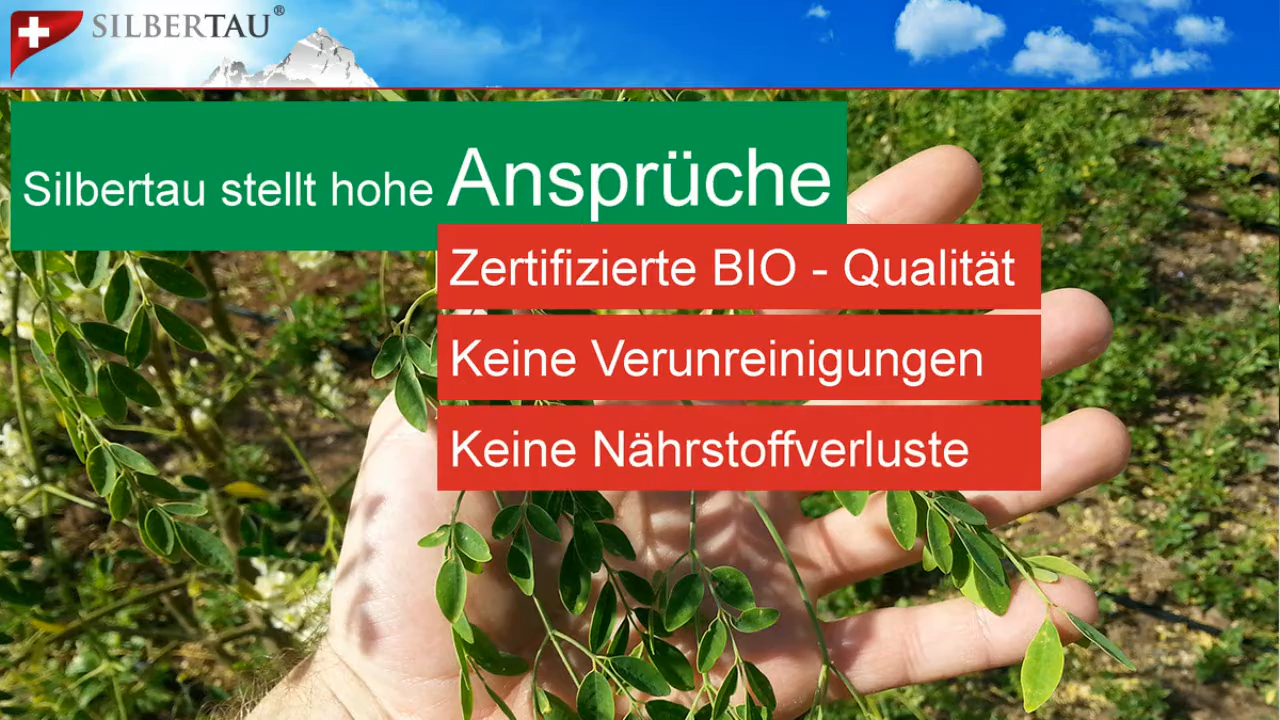 SILBERTAU®
Silbertau stellt hohe Ansprüche
Zertifizierte BIO - Qualität
Keine Verunreinigungen
Keine Nährstoffverluste